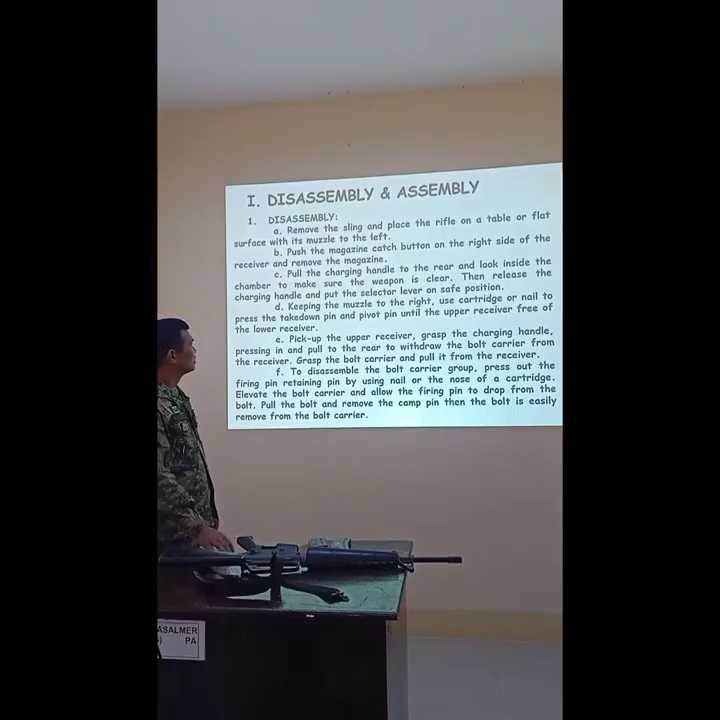 I. DISASSEMBLY & ASSEMBLY
1. DISASSEMBLY:
a. Remove the sling and place the rifle on a table or flat
surface with its muzzle to the left.
b. Push the magazine catch button on the right side of the
receiver and remove the magazine.
c. Pull the charging handle to the rear and look inside the
chamber to make sure the weapon is clear. Then release the
charging handle and put the selector lever on safe position.
d. Keeping the muzzle to the right, use cartridge or nail to
press the takedown pin and pivot pin until the upper receiver free of
the lower receiver.
e. Pick-up the upper receiver, grasp the charging handle,
pressing in and pull to the rear to withdraw the bolt carrier from
the receiver. Grasp the bolt carrier and pull it from the receiver.
f. To disassemble the bolt carrier group, press out the
firing pin retaining pin by using nail or the nose of a cartridge.
Elevate the bolt carrier and allow the firing pin to drop from the
bolt. Pull the bolt and remove the camp pin then the bolt is easily
remove from the bolt carrier.
ASALMER
) PA